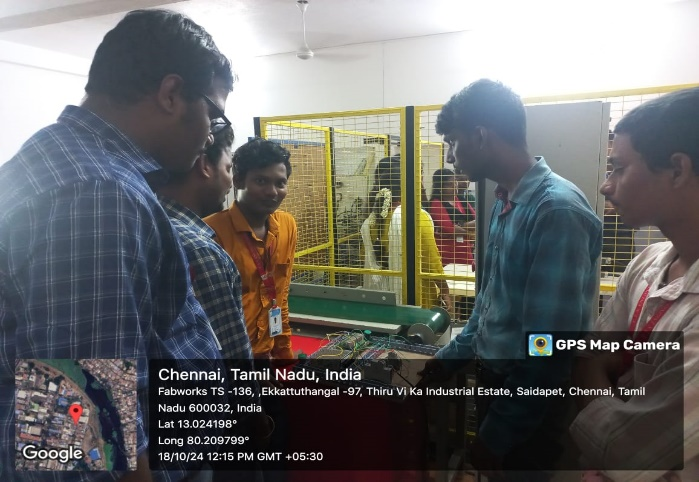 GPS Map Camera
Chennai, Tamil Nadu, India
Fabworks TS -136, ,Ekkattuthangal -97, Thiru Vi Ka Industrial Estate, Saidapet, Chennai, Tamil
Nadu 600032, India
Lat 13.024198°
Long 80.209799°
18/10/24 12:15 PM GMT +05:30
Google